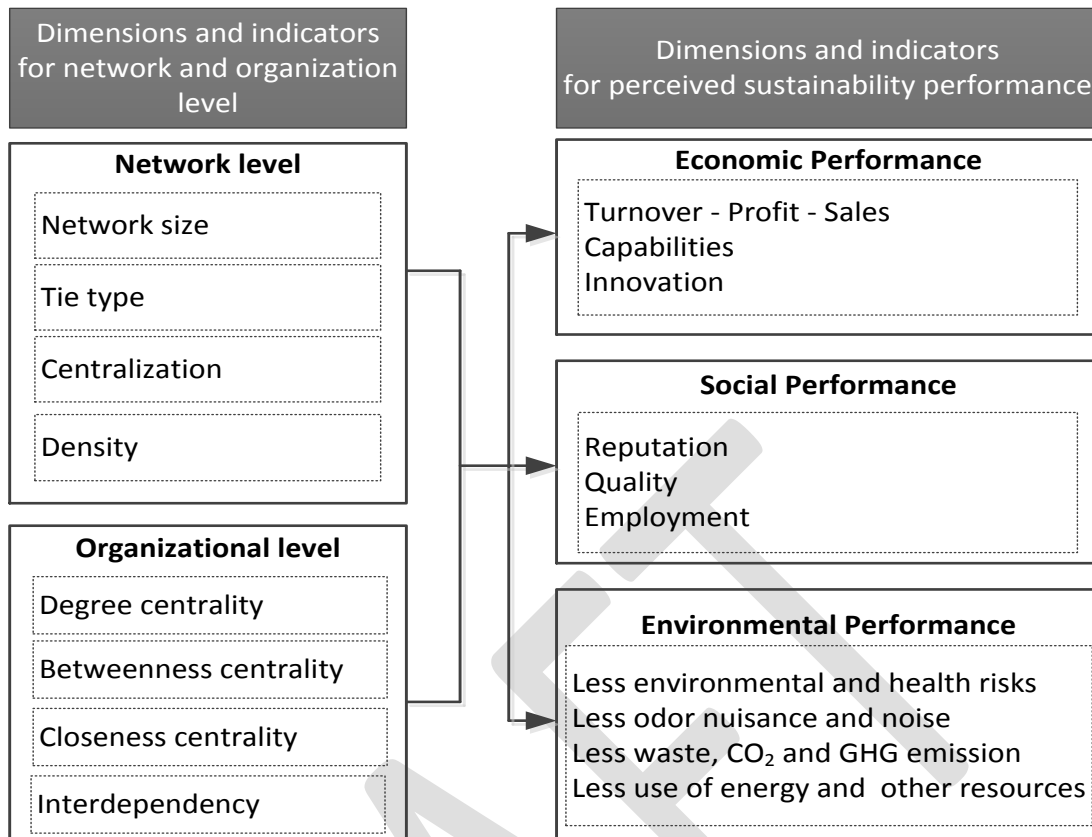 Dimensions and indicators
for network and organization
level
Network level
Network size
Tie type
Centralization
Density
Organizational level
Degree centrality
Betweenness centrality
Closeness centrality
Interdependency
Dimensions and indicators
for perceived sustainability performance
Economic Performance
Turnover - Profit - Sales
Capabilities
Innovation
Social Performance
Reputation
Quality
Employment
Environmental Performance
Less environmental and health risks
Less odor nuisance and noise
Less waste, CO₂ and GHG emission
Less use of energy and  other resources